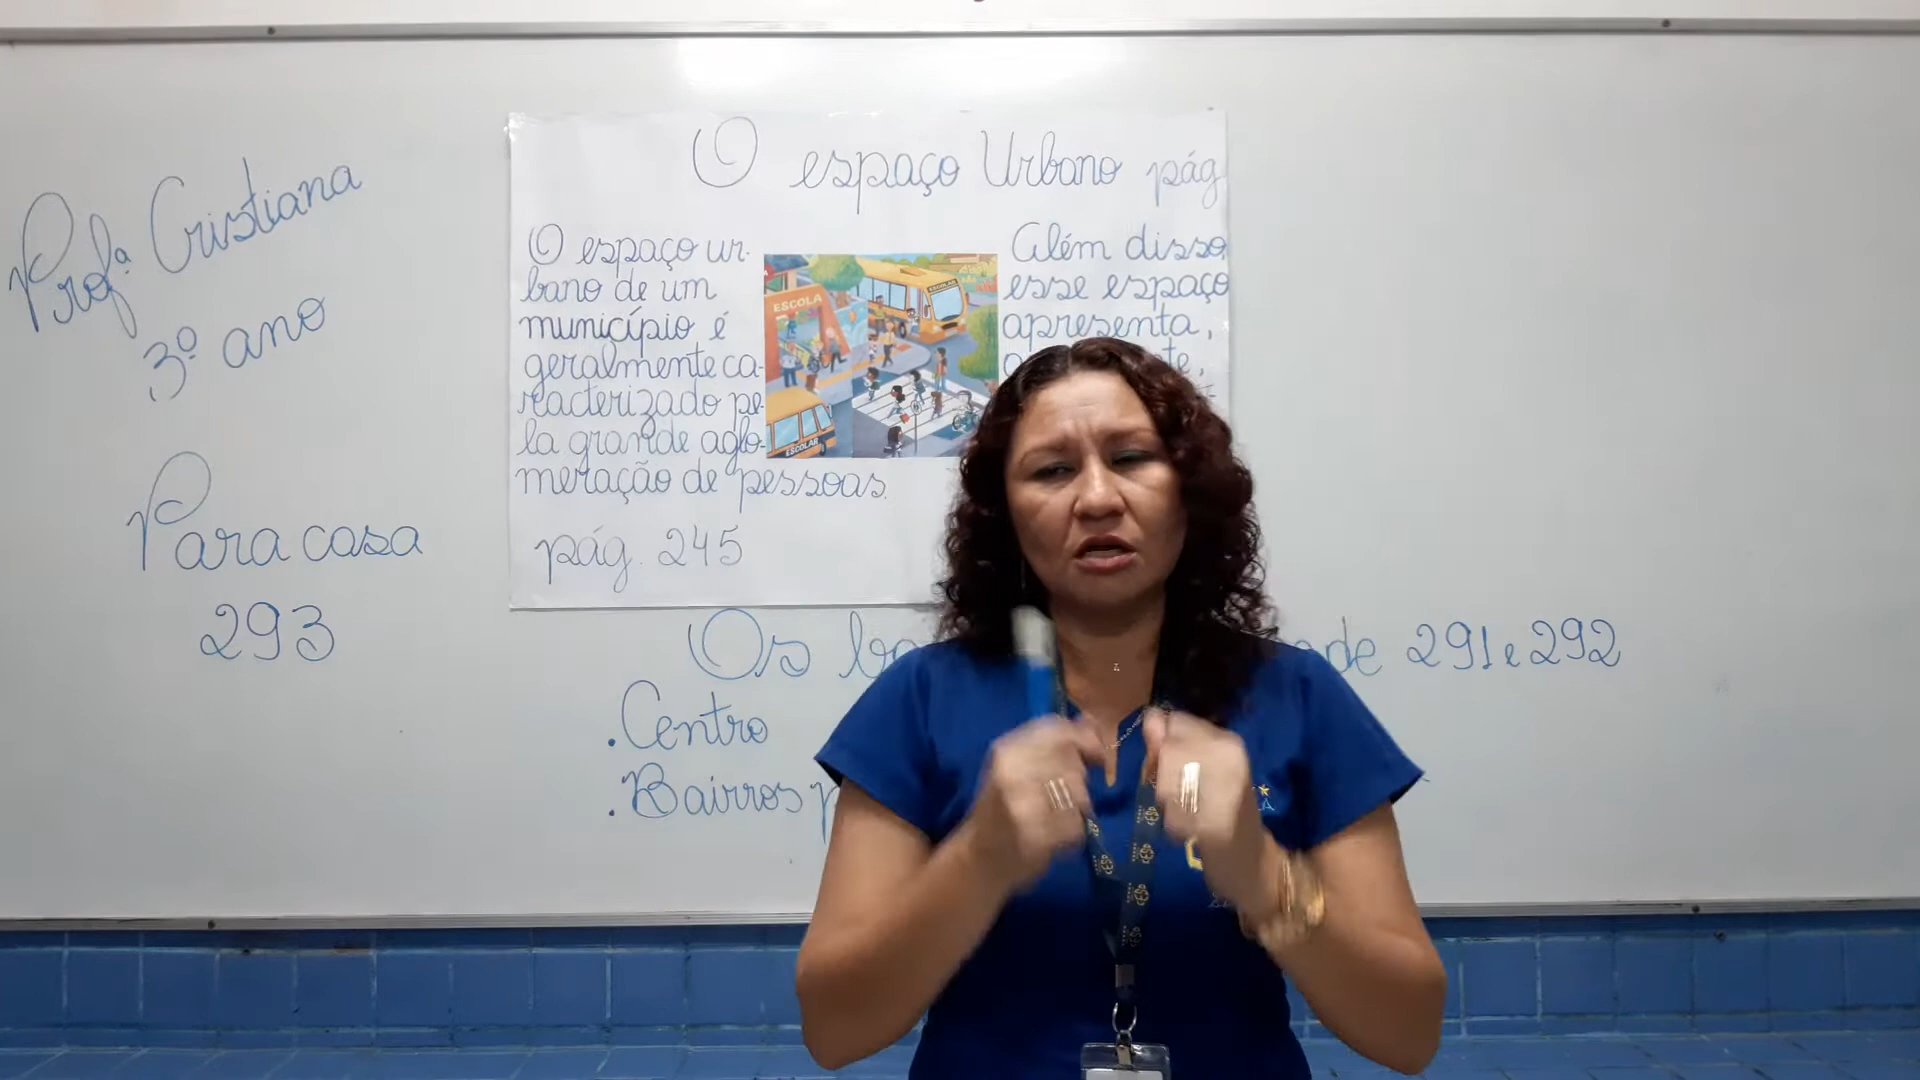 Profª Cristiana
3º ano
Para casa
293
O espaço Urbano pág
O espaço ur-
bano de um
município é
geralmente ca-
racterizado pe-
la grande aglo-
meração de pessoas.
pág. 245
ESCOLA
ESCOLAR
Além disso,
esse espaço
apresenta,
Os
291 e 292
.Centro
.Bairros
CESD